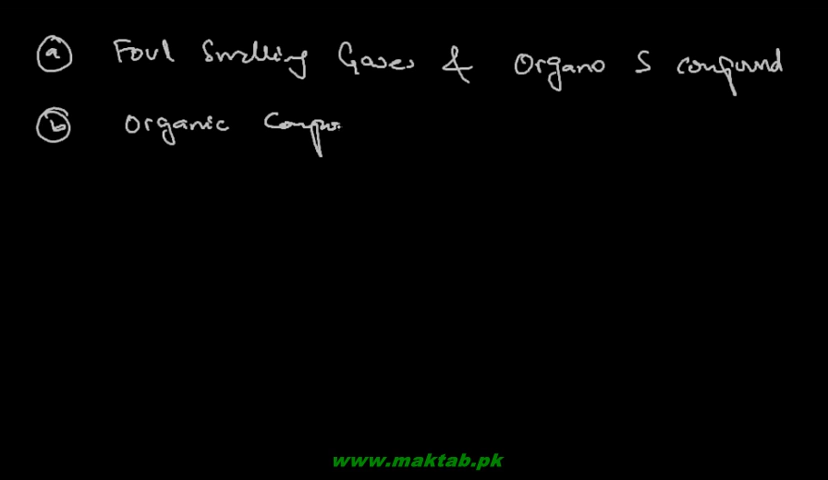 a Foul Smelling Gases & Organo S compound
b Organic Compo
www.maktab.pk